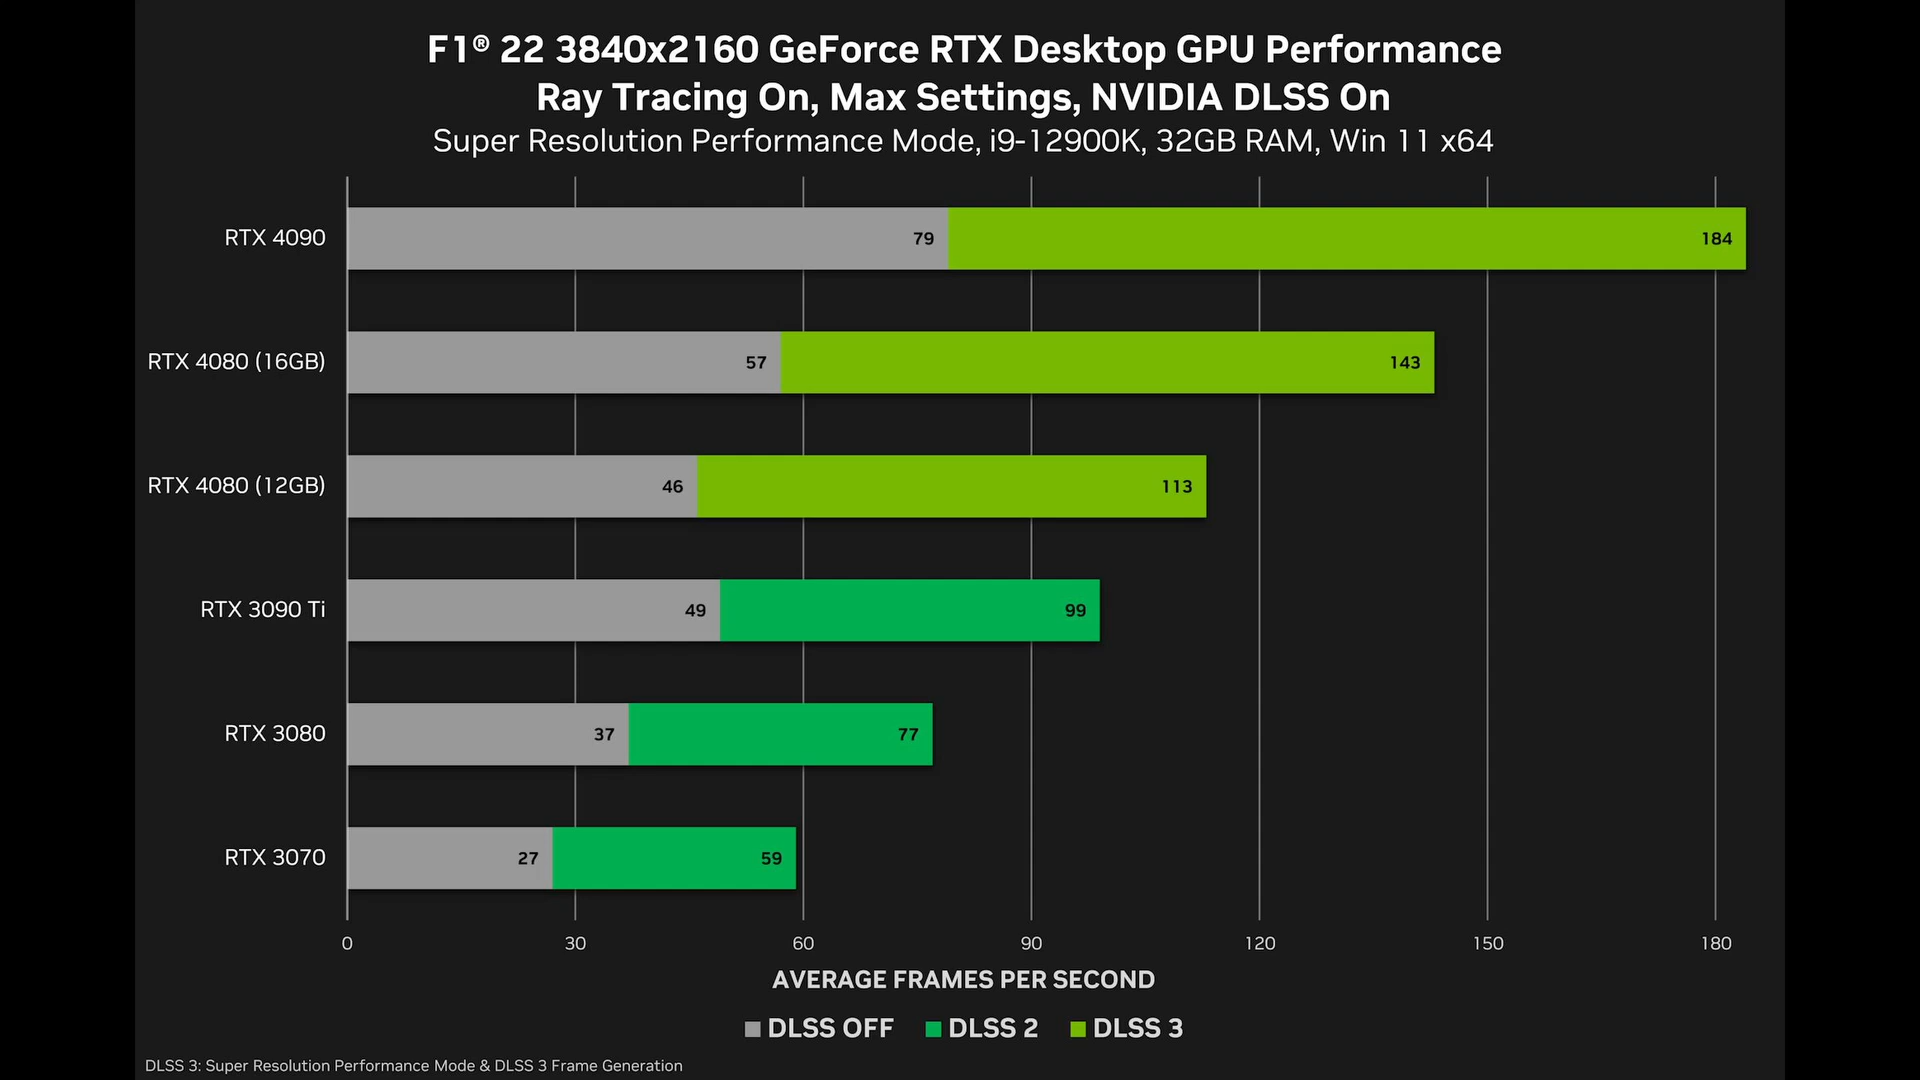 F1® 22 3840x2160 GeForce RTX Desktop GPU Performance
Ray Tracing On, Max Settings, NVIDIA DLSS On
Super Resolution Performance Mode, i9-12900K, 32GB RAM, Win 11 x64
RTX 4090 79 184
RTX 4080 (16GB) 57 143
RTX 4080 (12GB) 46 113
RTX 3090 Ti 49 99
RTX 3080 37 77
RTX 3070 27 59
0 30 60 90 120 150 180
AVERAGE FRAMES PER SECOND
DLSS OFF DLSS 2 DLSS 3
DLSS 3: Super Resolution Performance Mode & DLSS 3 Frame Generation